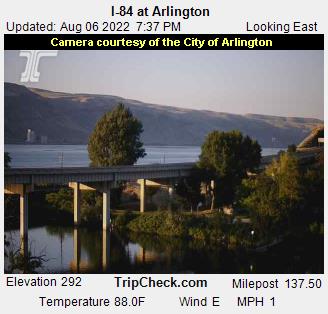 I-84 at Arlington
Updated: Aug 06 2022 7:37 PM Looking East
Camera courtesy of the City of Arlington
Elevation 292 TripCheck.com Milepost 137.50
Temperature 88.0F Wind E MPH 1